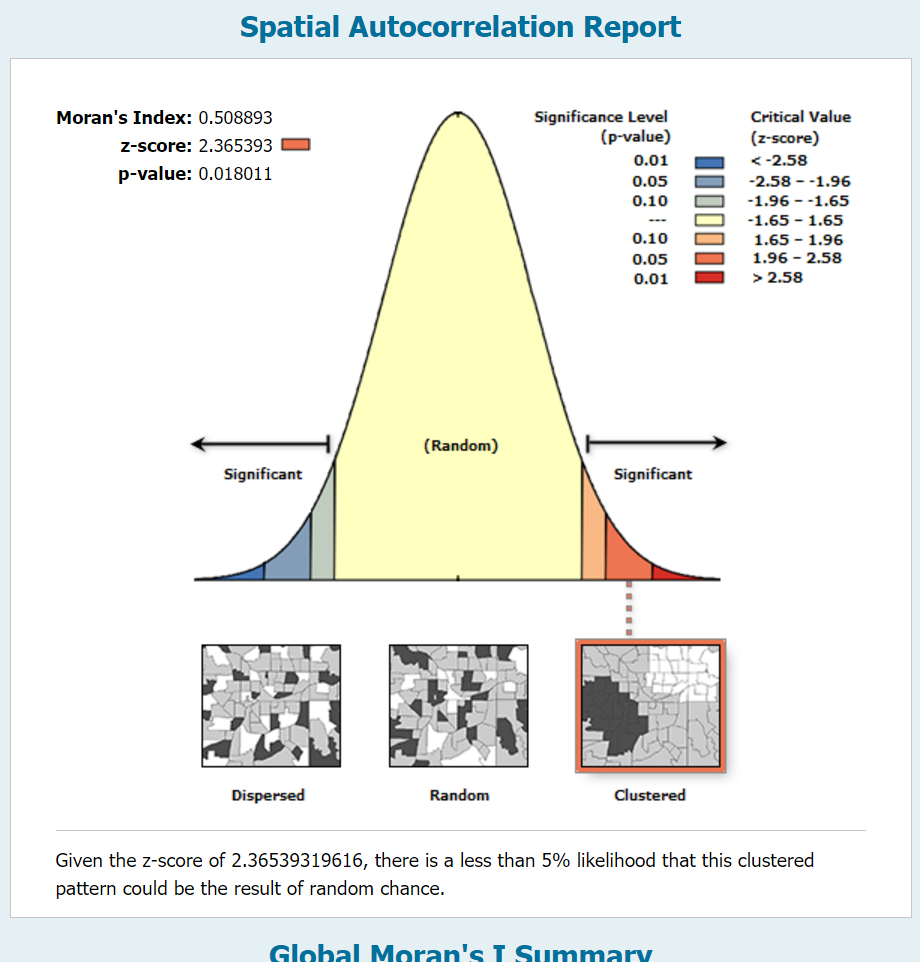 Spatial Autocorrelation Report
Moran's Index: 0.508893
z-score: 2.365393
p-value: 0.018011
Significance Level
(p-value)
Critical Value
(z-score)
0.01 < -2.58
0.05 -2.58 – -1.96
0.10 -1.96 – -1.65
--- -1.65 – 1.65
0.10 1.65 – 1.96
0.05 1.96 – 2.58
0.01 > 2.58
(Random)
Significant
Significant
Dispersed
Random
Clustered
Given the z-score of 2.36539319616, there is a less than 5% likelihood that this clustered
pattern could be the result of random chance.
Global Moran's I Summary